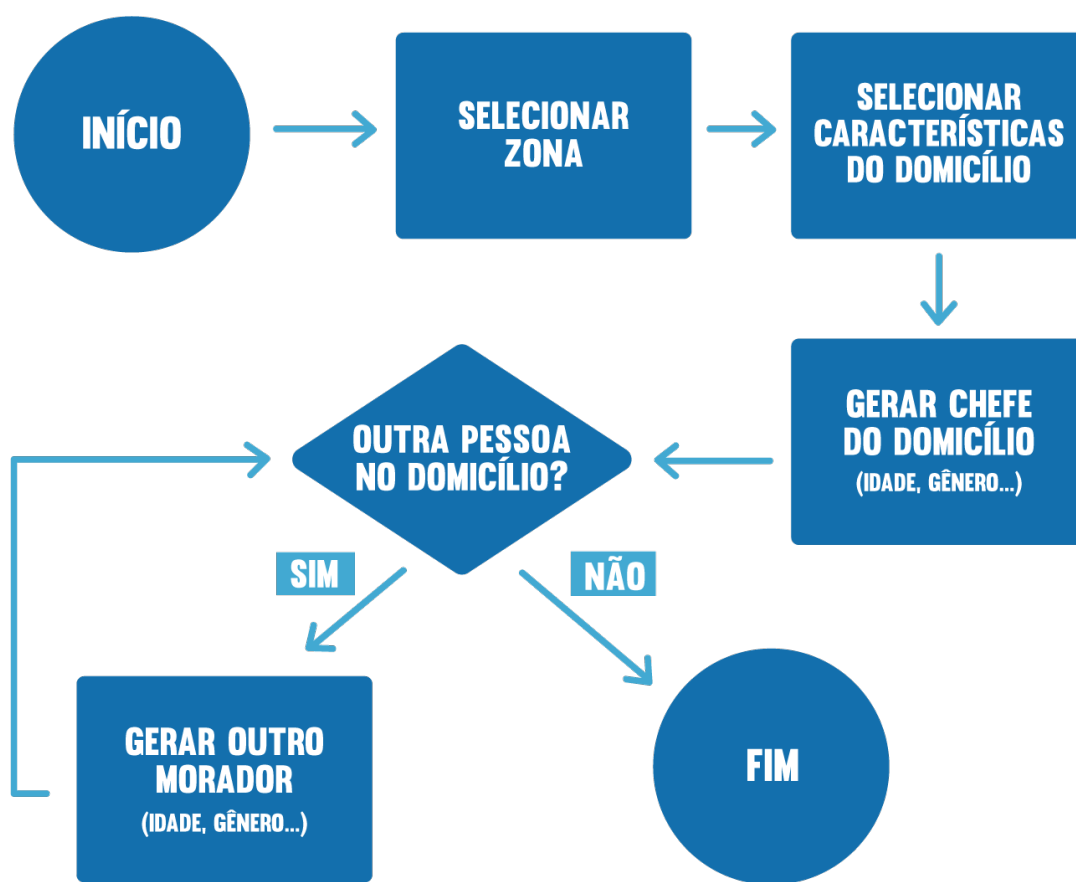 INÍCIO
SELECIONAR
ZONA
SELECIONAR
CARACTERÍSTICAS
DO DOMICÍLIO
GERAR CHEFE
DO DOMICÍLIO
(IDADE, GÊNERO...)
OUTRA PESSOA
NO DOMICÍLIO?
SIM
NÃO
GERAR OUTRO
MORADOR
(IDADE, GÊNERO...)
FIM